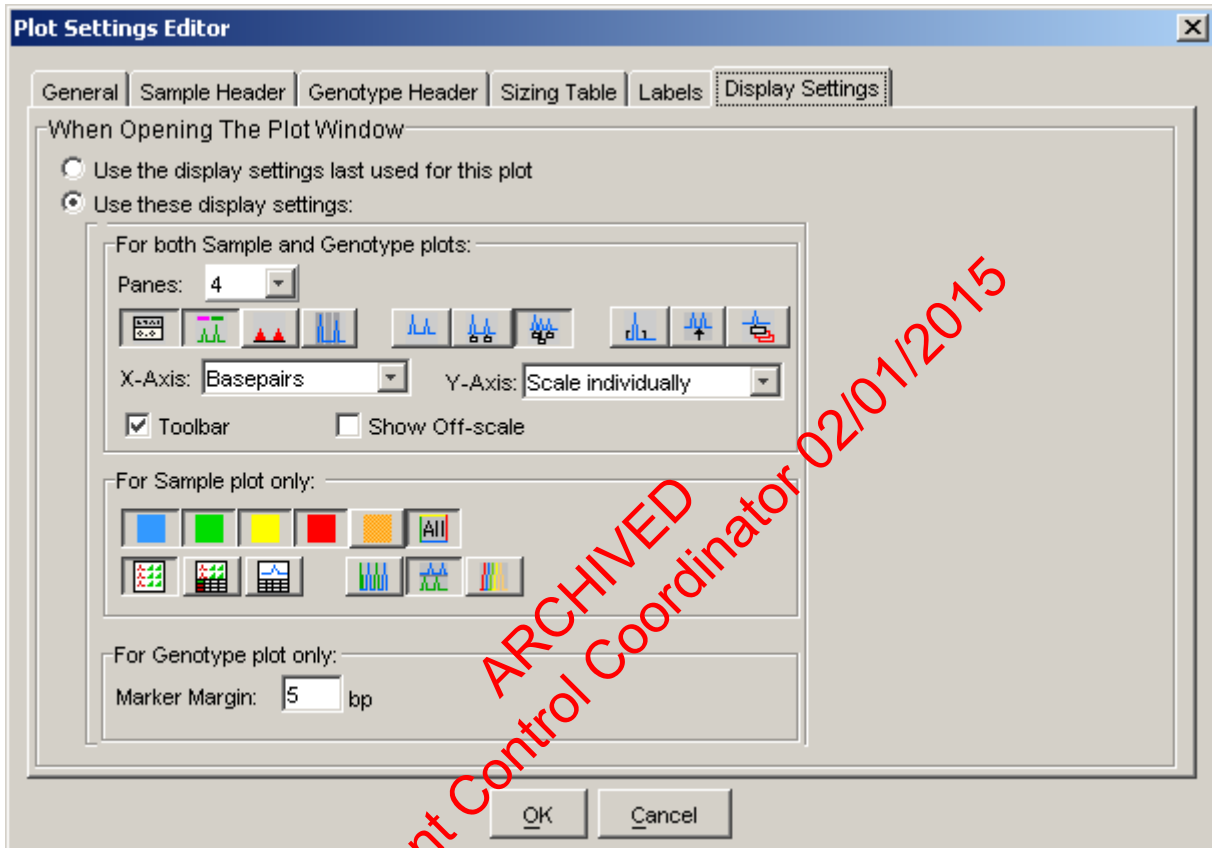 Plot Settings Editor
General Sample Header Genotype Header Sizing Table Labels Display Settings
When Opening The Plot Window
Use the display settings last used for this plot
Use these display settings:
For both Sample and Genotype plots:
Panes: 4
X-Axis: Basepairs Y-Axis: Scale individually
Toolbar Show Off-scale
For Sample plot only:
All
For Genotype plot only:
Marker Margin: 5 bp
OK Cancel
ARCHIVED
Control Coordinator 02/01/2015